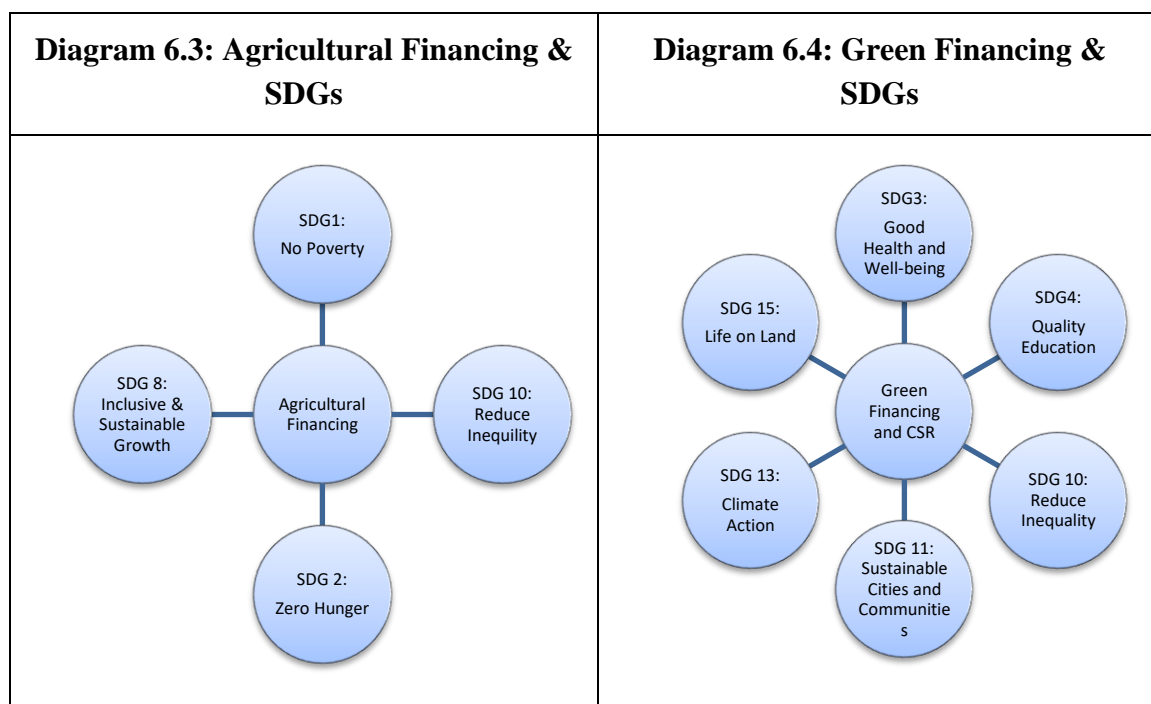 Diagram 6.3: Agricultural Financing &
SDGs
Diagram 6.4: Green Financing &
SDGs
SDG1:
No Poverty
SDG 8:
Inclusive &
Sustainable
Growth
Agricultural
Financing
SDG 10:
Reduce
Inequility
SDG 2:
Zero Hunger
SDG3:
Good
Health and
Well-being
SDG 15:
Life on Land
SDG4:
Quality
Education
Green
Financing
and CSR
SDG 13:
Climate
Action
SDG 10:
Reduce
Inequality
SDG 11:
Sustainable
Cities and
Communitie
s